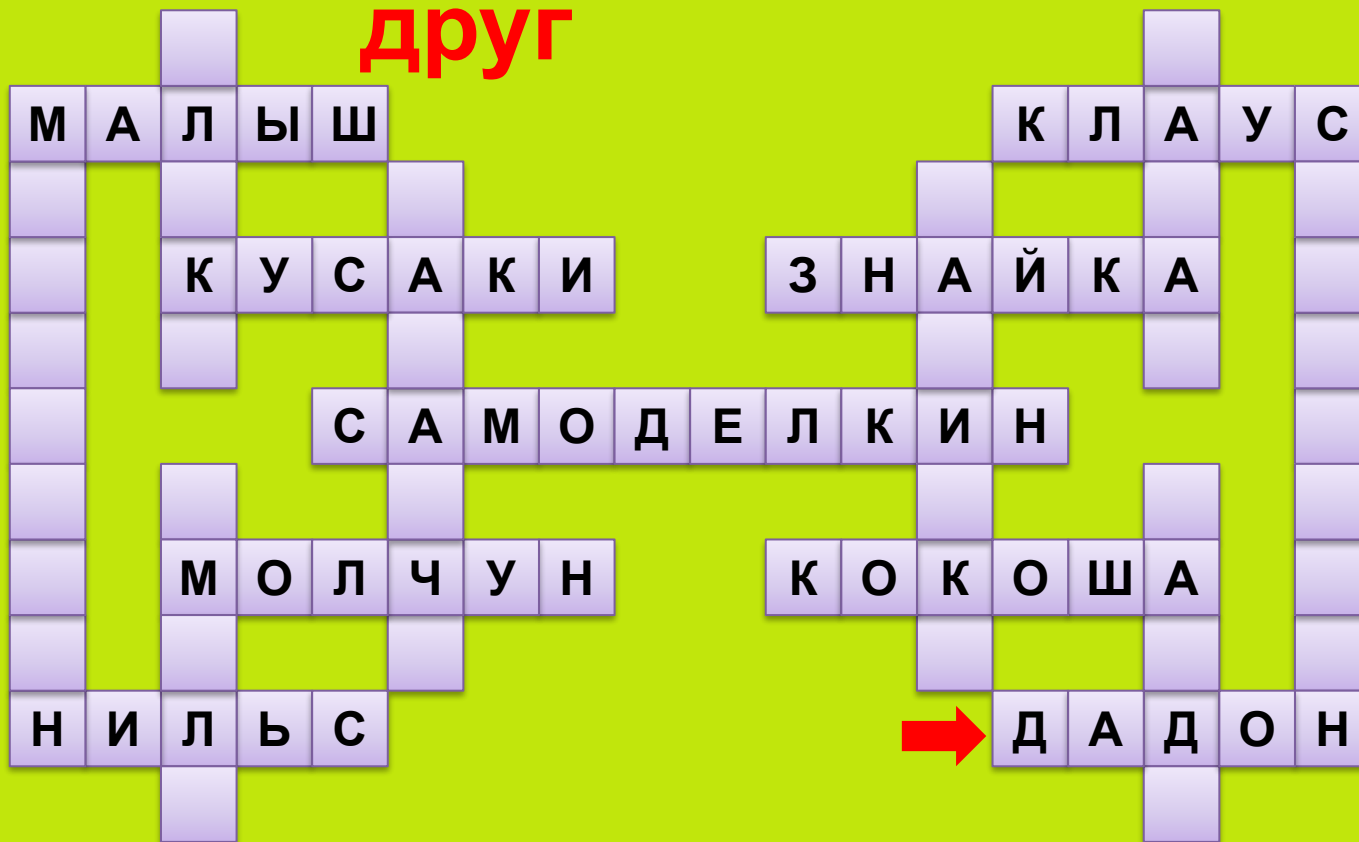 друг
МАЛЫШ КЛАУС
КУСАКИ ЗНАЙКА
САМОДЕЛКИН
МОЛЧУН КОКОША
НИЛЬС ДАДОН